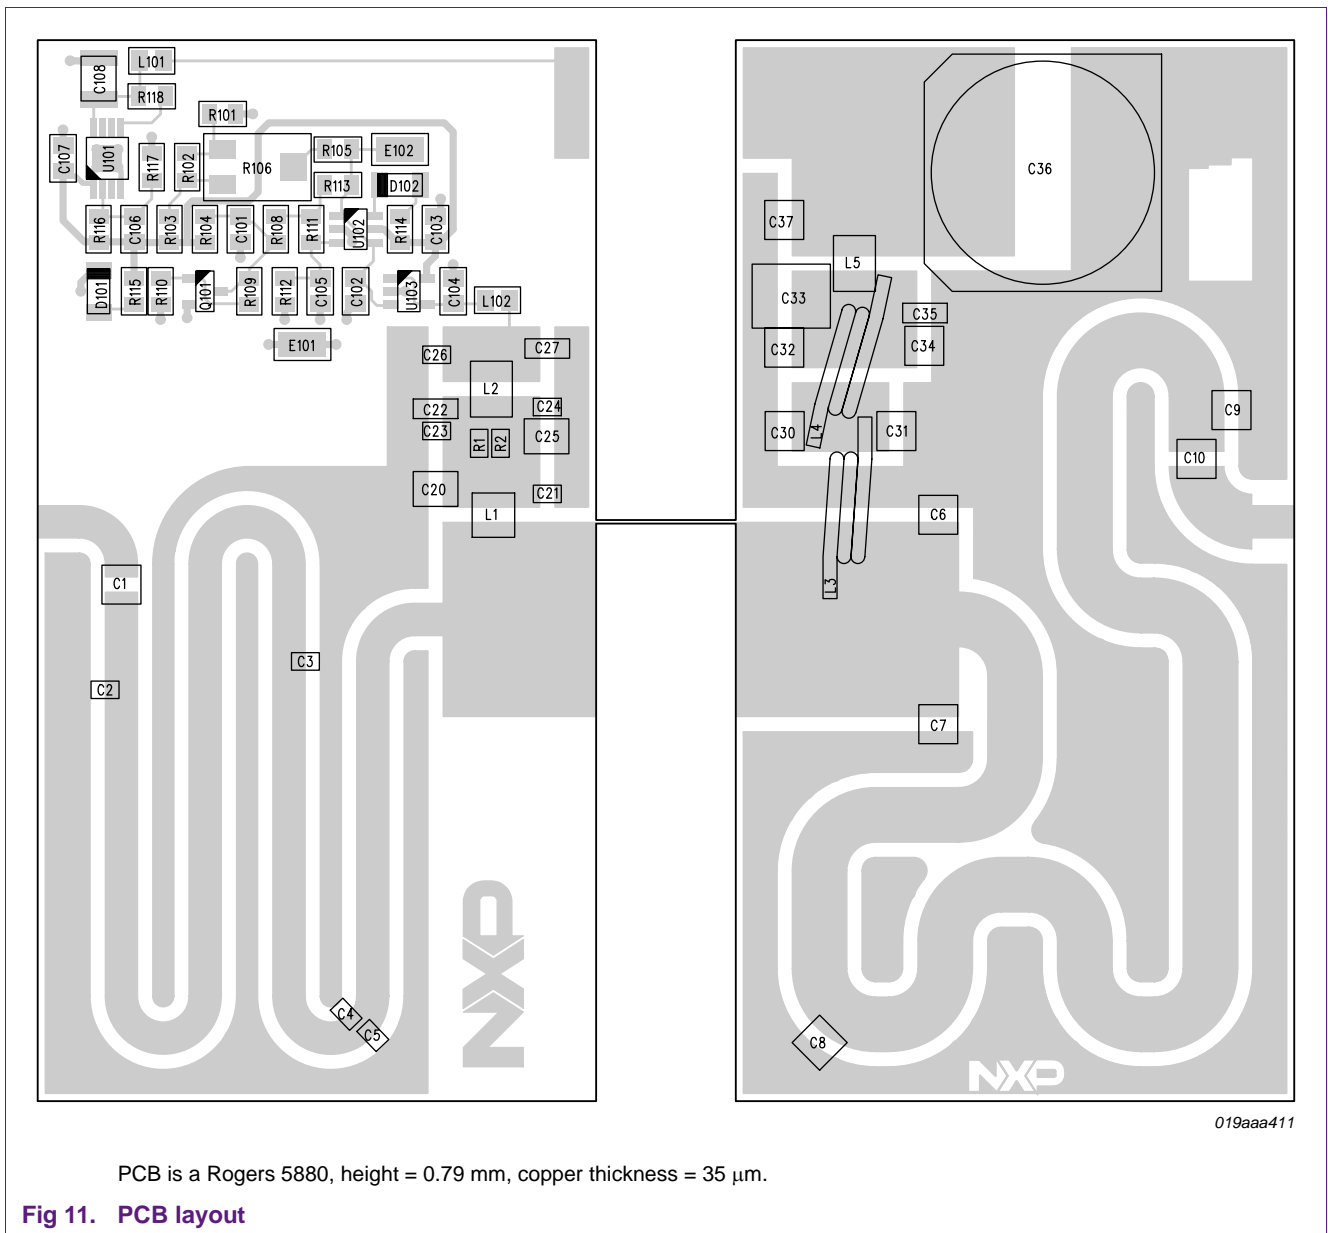 L101
C108
R118
R101
C107
U101
R117
R102
R106
R105
E102
R113
D102
R116
C106
R103
R104
C101
R108
R111
U102
R114
C103
D101
R115
R110
Q101
R109
R112
C105
C102
U103
C104
L102
E101
C26
C27
L2
C22
C24
C23
R1
R2
C25
C20
C21
L1
C1
C3
C2
C4
C5
NXP
C36
C37
L5
C33
C35
C32
C34
C9
L4
C30
C31
C10
C6
L3
C7
C8
NXP
019aaa411
PCB is a Rogers 5880, height = 0.79 mm, copper thickness = 35 μm.
Fig 11. PCB layout